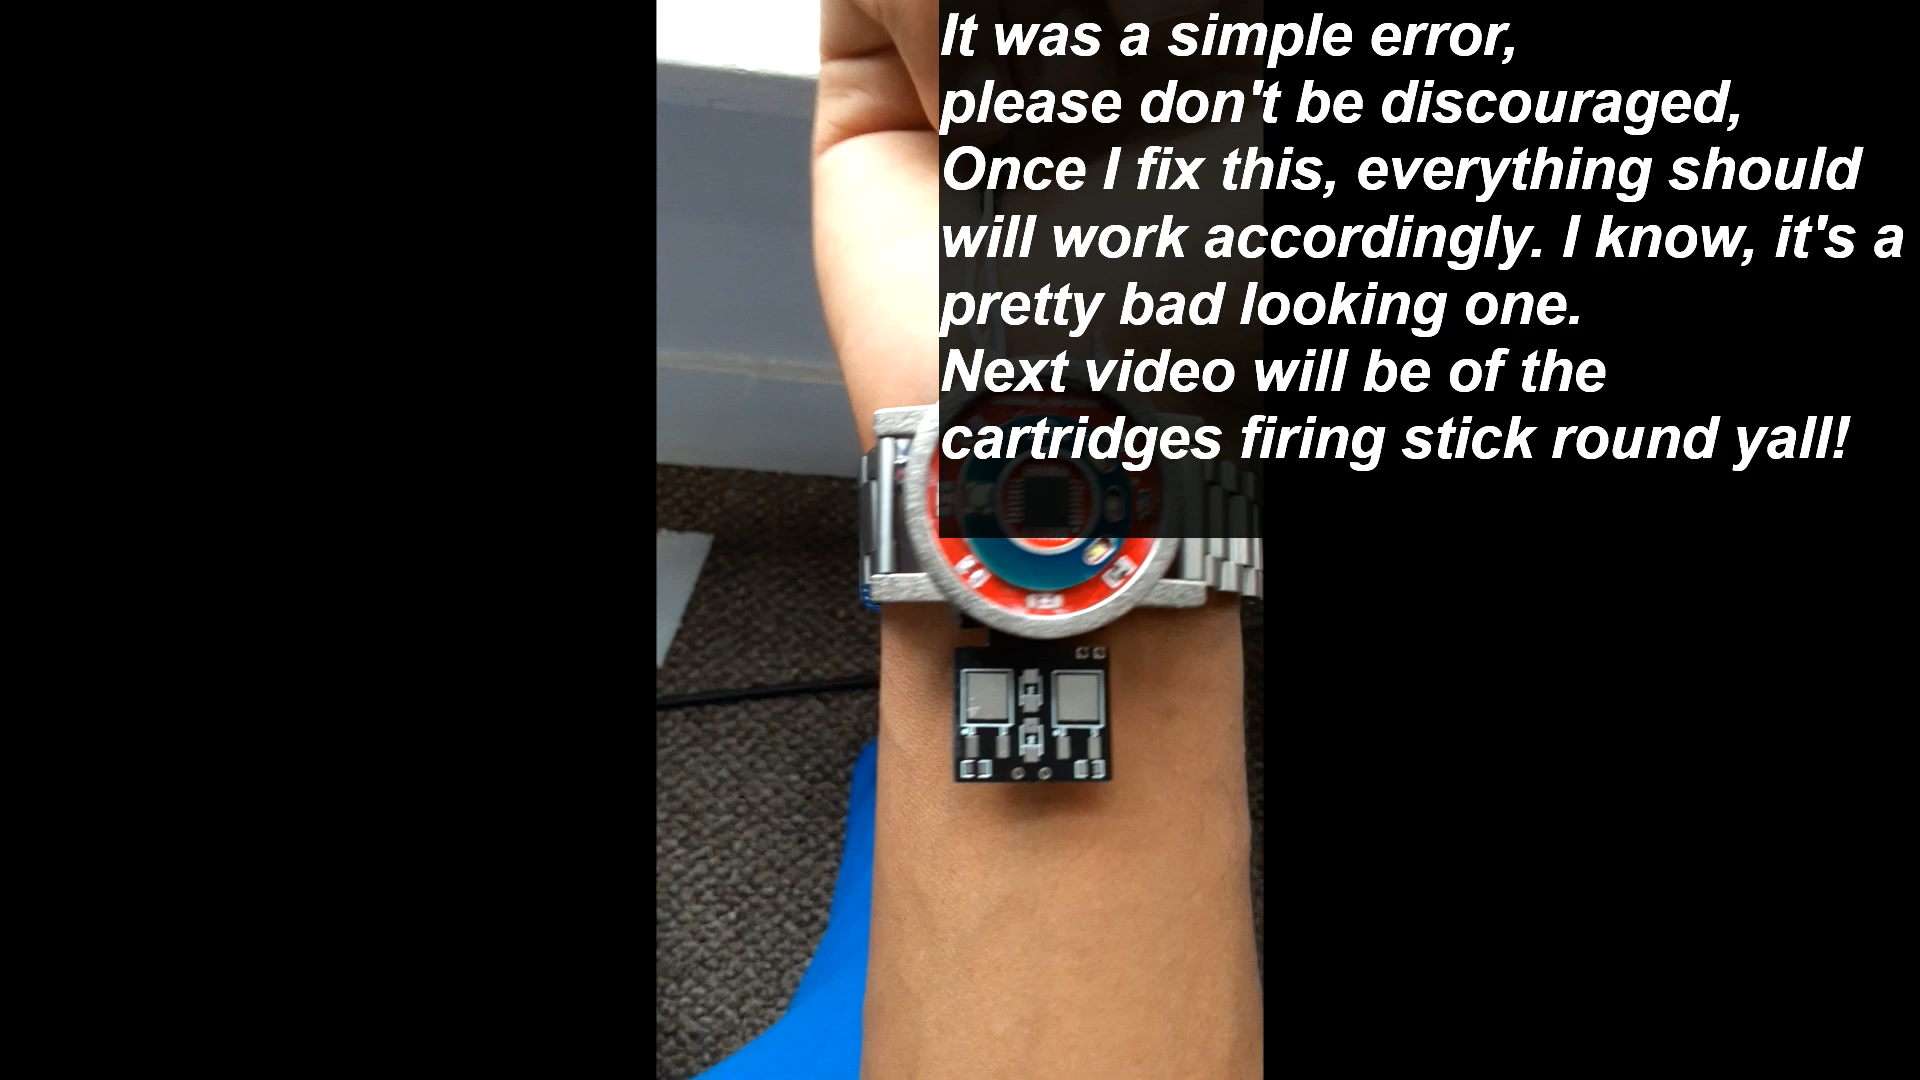 It was a simple error,
please don't be discouraged,
Once I fix this, everything should
will work accordingly. I know, it's a
pretty bad looking one.
Next video will be of the
cartridges firing stick round yall!